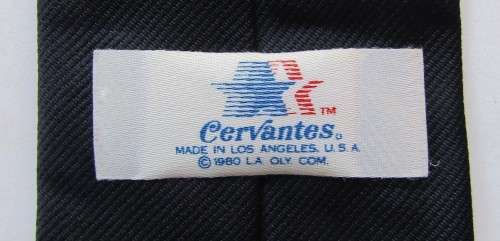 TM
Cervantes
MADE IN LOS ANGELES, U.S.A.
© 1980 L.A. OLY. COM.